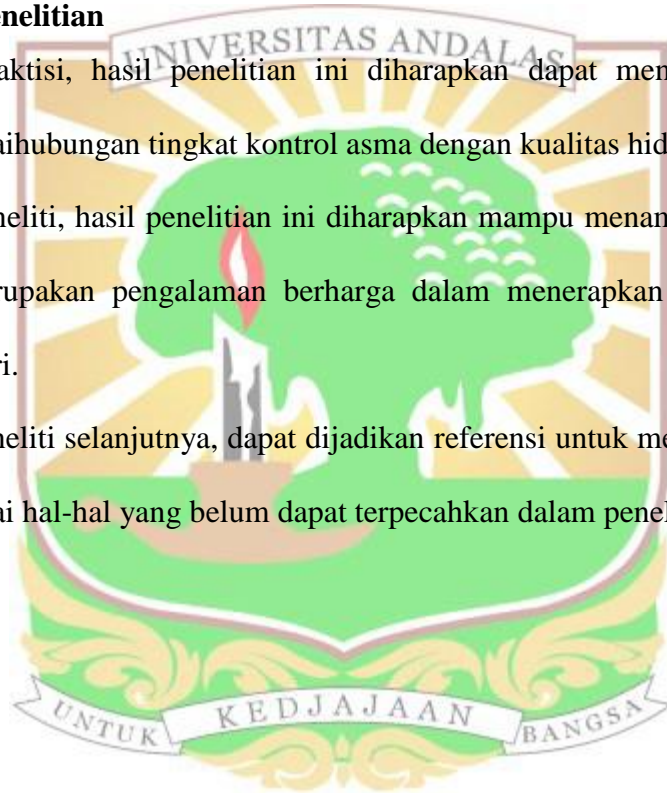 enelitian
UNIVERSITAS ANDALAS
aktisi, hasil penelitian ini diharapkan dapat men
aihubungan tingkat kontrol asma dengan kualitas hid
neliti, hasil penelitian ini diharapkan mampu menan
rupakan pengalaman berharga dalam menerapkan
ri.
neliti selanjutnya, dapat dijadikan referensi untuk me
ai hal-hal yang belum dapat terpecahkan dalam penel
UNTUK KEDJAJAAN BANGSA